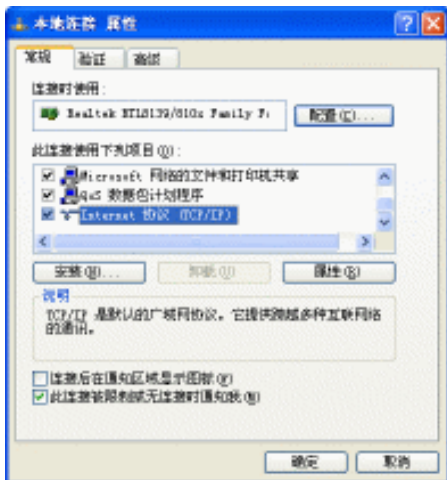 本地连接 属性
常规 验证 高级
连接时使用:
Realtek RTL8139/810x Family F:
配置(C)...
此连接使用下列项目(O):
Microsoft 网络的文件和打印机共享
QoS 数据包计划程序
Internet 协议 (TCP/IP)
安装(N)... 卸载(U) 属性(R)
说明
TCP/IP 是默认的广域网协议。它提供跨越多种互联网络
的通讯。
连接后在通知区域显示图标(W)
此连接被限制或无连接时通知我(M)
确定 取消